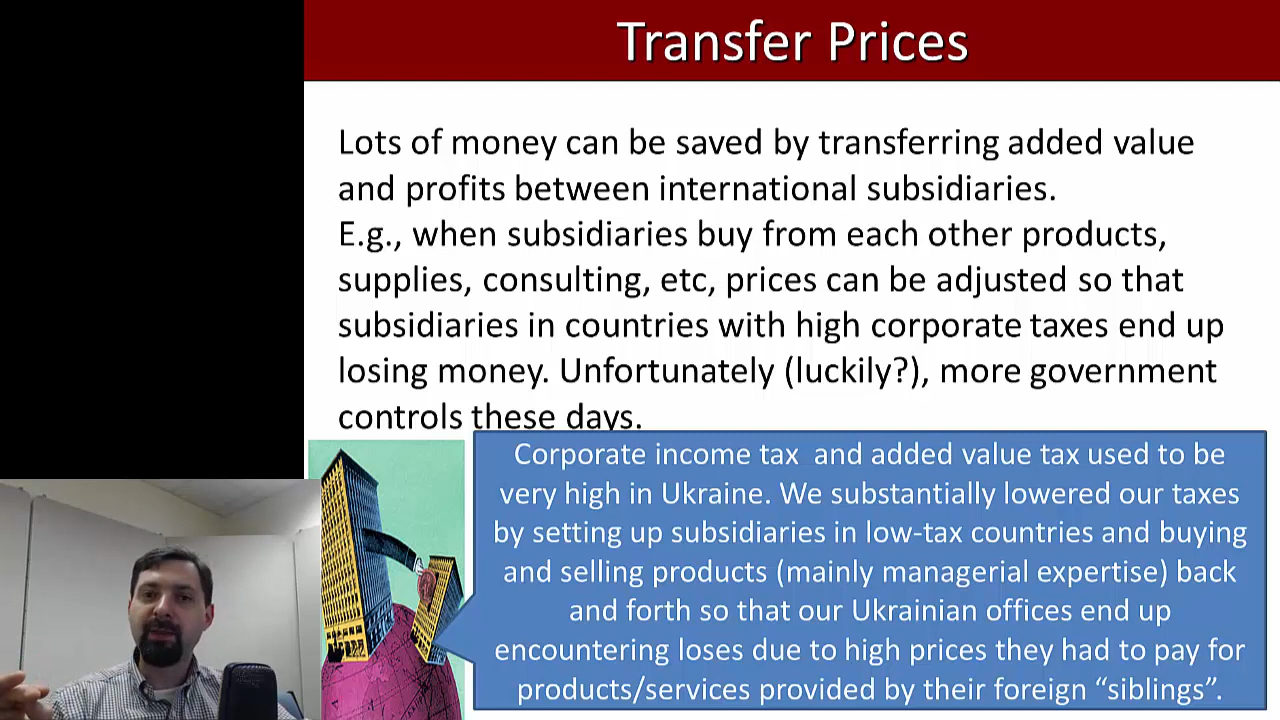 Transfer Prices
Lots of money can be saved by transferring added value
and profits between international subsidiaries.
E.g., when subsidiaries buy from each other products,
supplies, consulting, etc, prices can be adjusted so that
subsidiaries in countries with high corporate taxes end up
losing money. Unfortunately (luckily?), more government
controls these days.
Corporate income tax and added value tax used to be
very high in Ukraine. We substantially lowered our taxes
by setting up subsidiaries in low-tax countries and buying
and selling products (mainly managerial expertise) back
and forth so that our Ukrainian offices end up
encountering loses due to high prices they had to pay for
products/services provided by their foreign “siblings”.